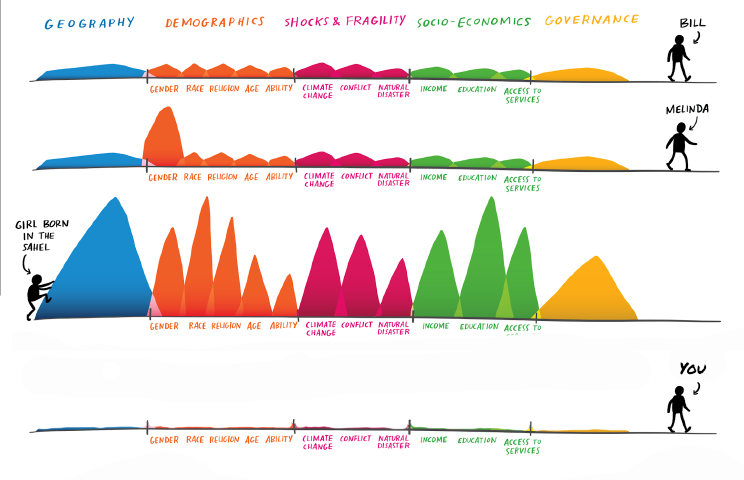 GEOGRAPHY DEMOGRAPHICS SHOCKS & FRAGILITY SOCIO-ECONOMICS GOVERNANCE
BILL
GENDER RACE RELIGION AGE ABILITY CLIMATE CHANGE CONFLICT NATURAL DISASTER INCOME EDUCATION ACCESS TO SERVICES
MELINDA
GENDER RACE RELIGION AGE ABILITY CLIMATE CHANGE CONFLICT NATURAL DISASTER INCOME EDUCATION ACCESS TO SERVICES
GIRL BORN
IN THE
SAHEL
GENDER RACE RELIGION AGE ABILITY CLIMATE CHANGE CONFLICT NATURAL DISASTER INCOME EDUCATION ACCESS TO
YOU
GENDER RACE RELIGION AGE ABILITY CLIMATE CHANGE CONFLICT NATURAL DISASTER INCOME EDUCATION ACCESS TO SERVICES